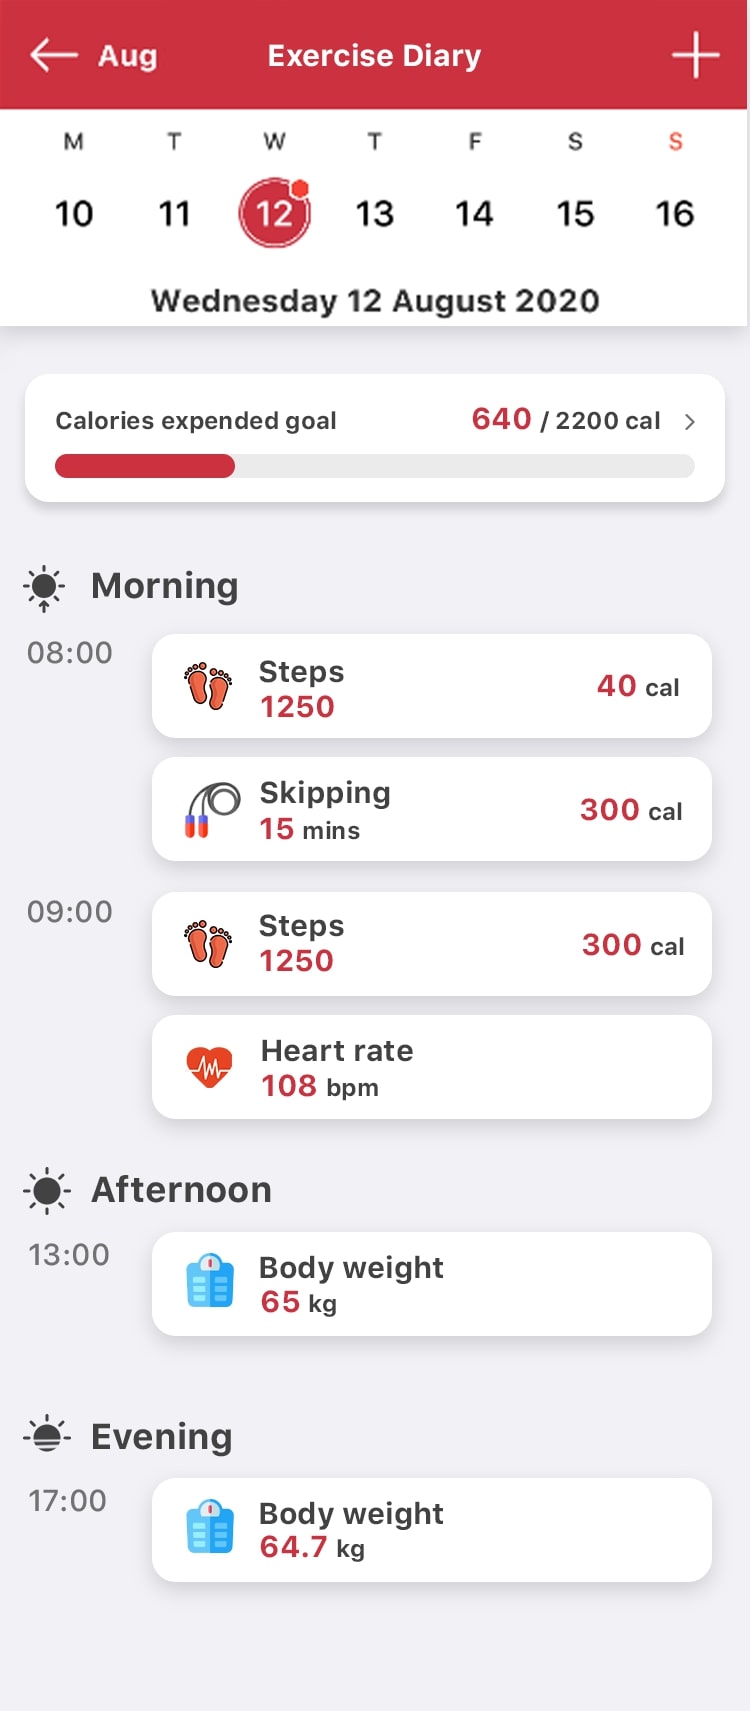 Aug Exercise Diary
M T W T F S S
10 11 12 13 14 15 16
Wednesday 12 August 2020
Calories expended goal 640 / 2200 cal
Morning
08:00
Steps
1250
40 cal
Skipping
15 mins
300 cal
09:00
Steps
1250
300 cal
Heart rate
108 bpm
Afternoon
13:00
Body weight
65 kg
Evening
17:00
Body weight
64.7 kg